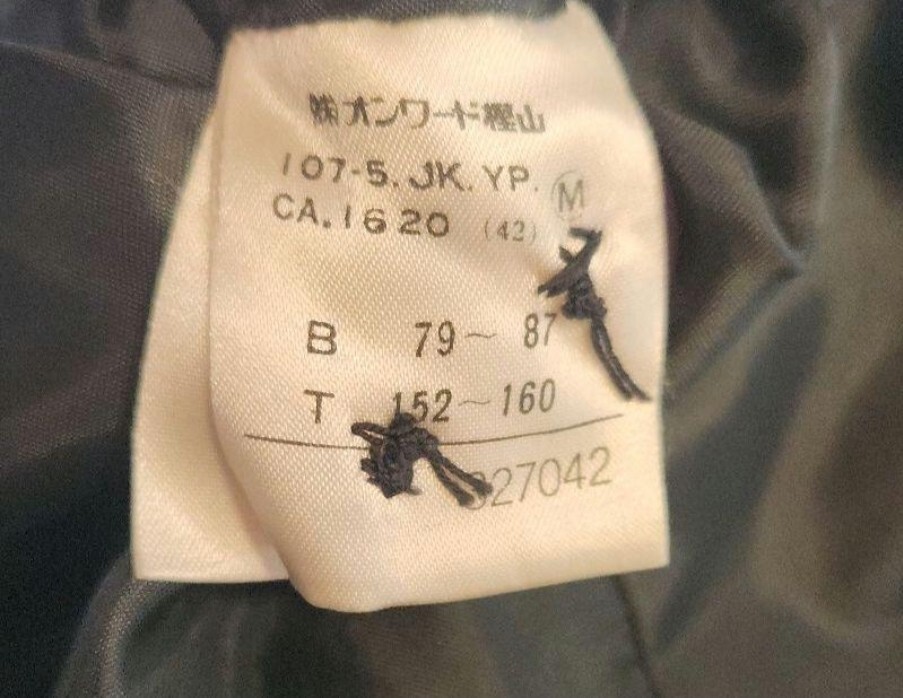 ㈱オンワード樫山
107-5.JK.YP. Ⓜ
CA.1620 (42)
B 79~87
T 152~160
27042